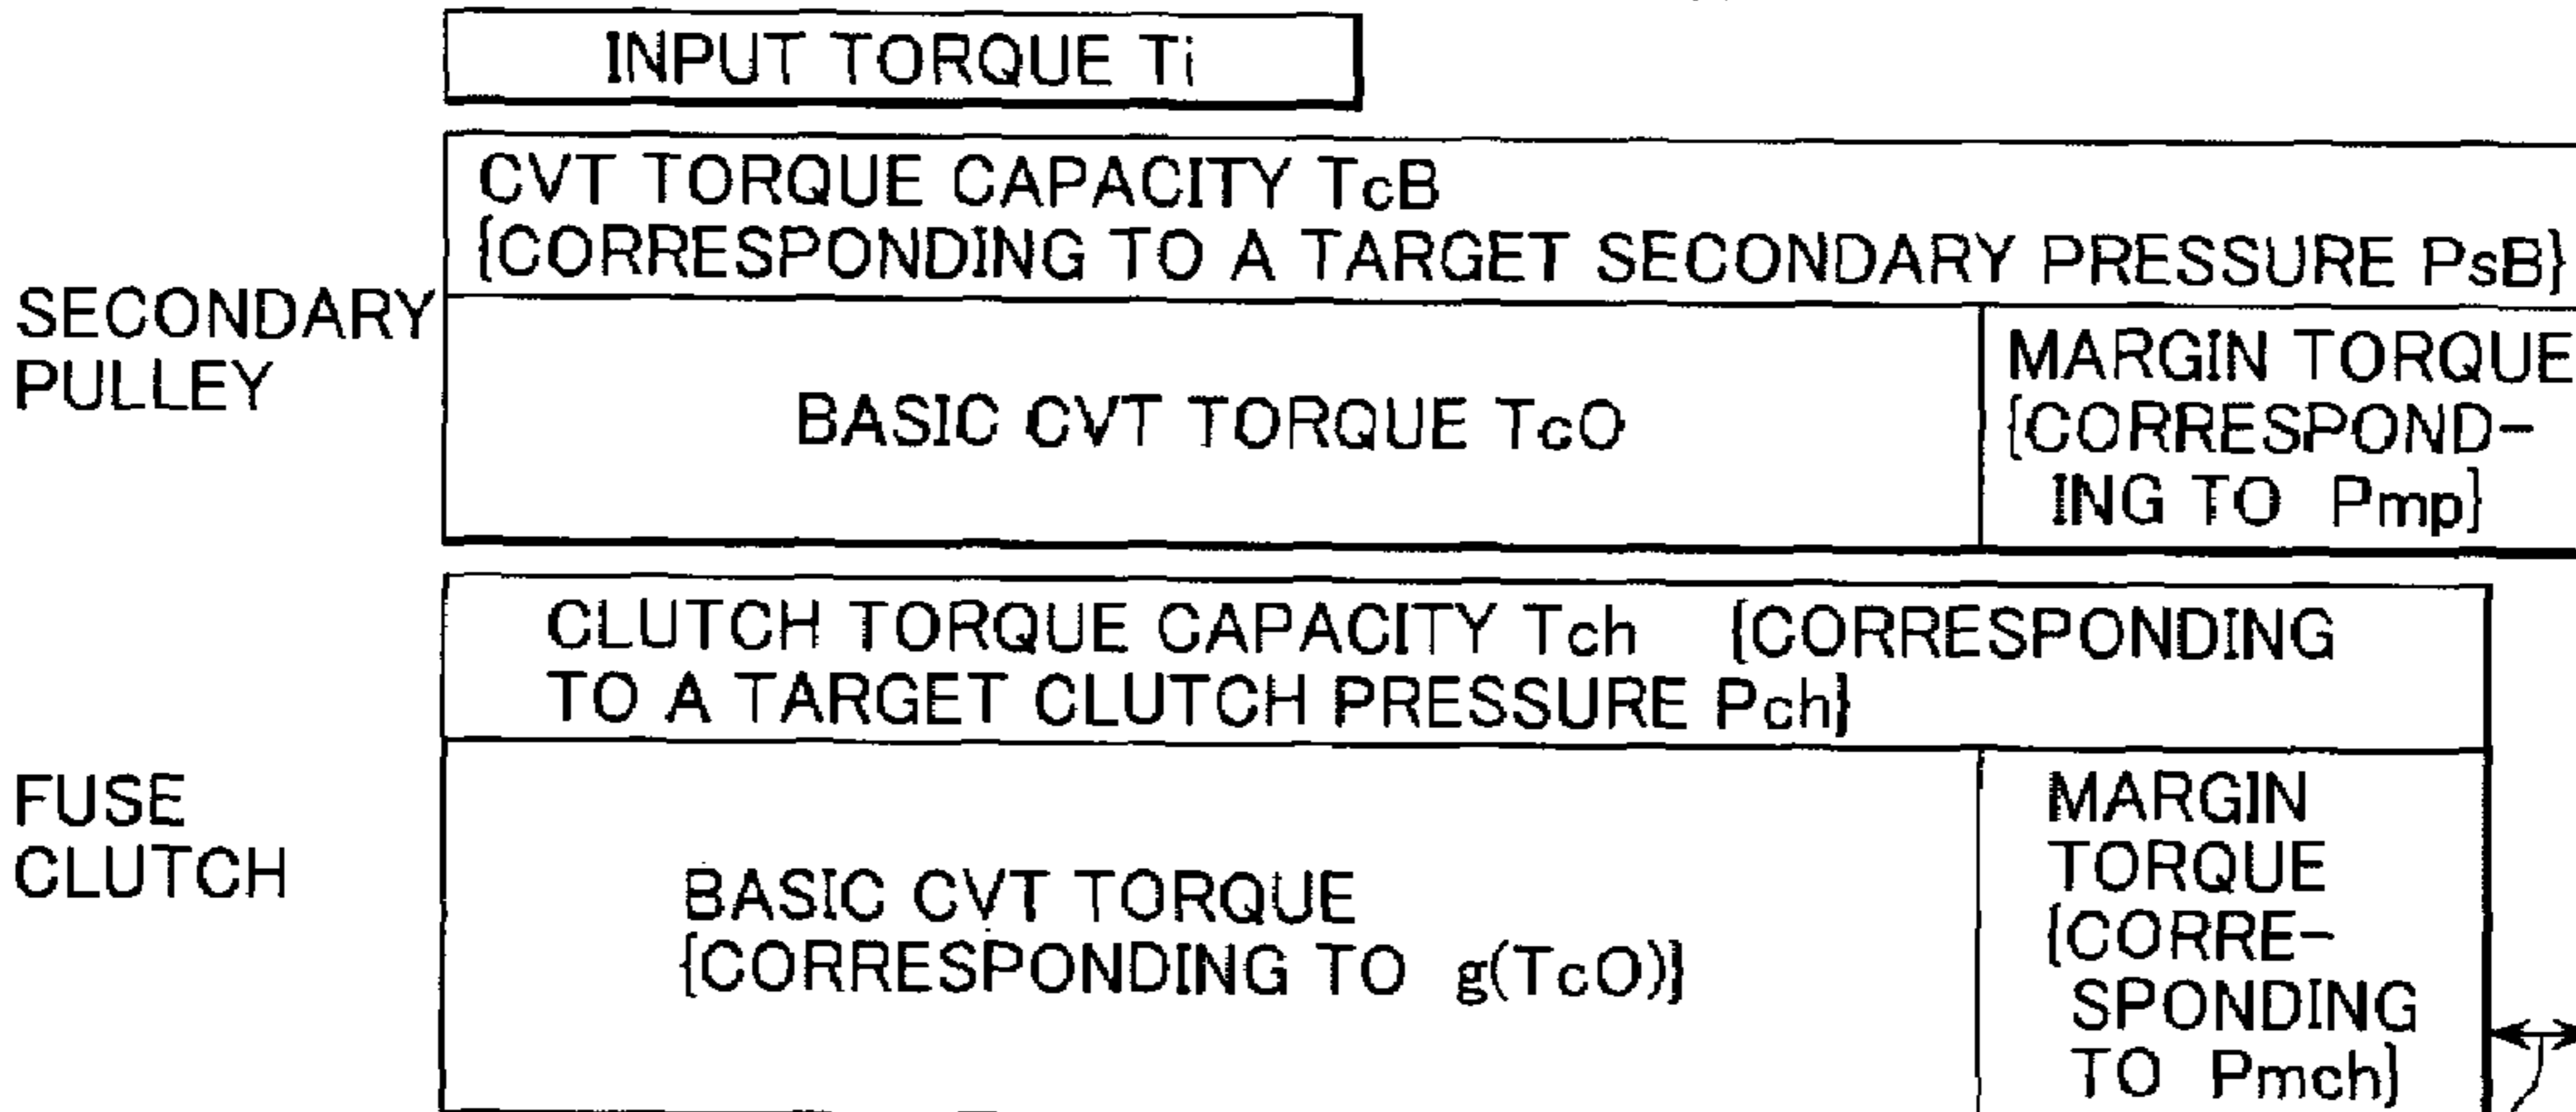 INPUT TORQUE Ti
CVT TORQUE CAPACITY TcB
{CORRESPONDING TO A TARGET SECONDARY PRESSURE PsB}
SECONDARY
PULLEY
BASIC CVT TORQUE TcO
MARGIN TORQUE
{CORRESPOND-
ING TO Pmp}
CLUTCH TORQUE CAPACITY Tch {CORRESPONDING
TO A TARGET CLUTCH PRESSURE Pch}
FUSE
CLUTCH
BASIC CVT TORQUE
{CORRESPONDING TO g(TcO)}
MARGIN
TORQUE
{CORRE-
SPONDING
TO Pmch}